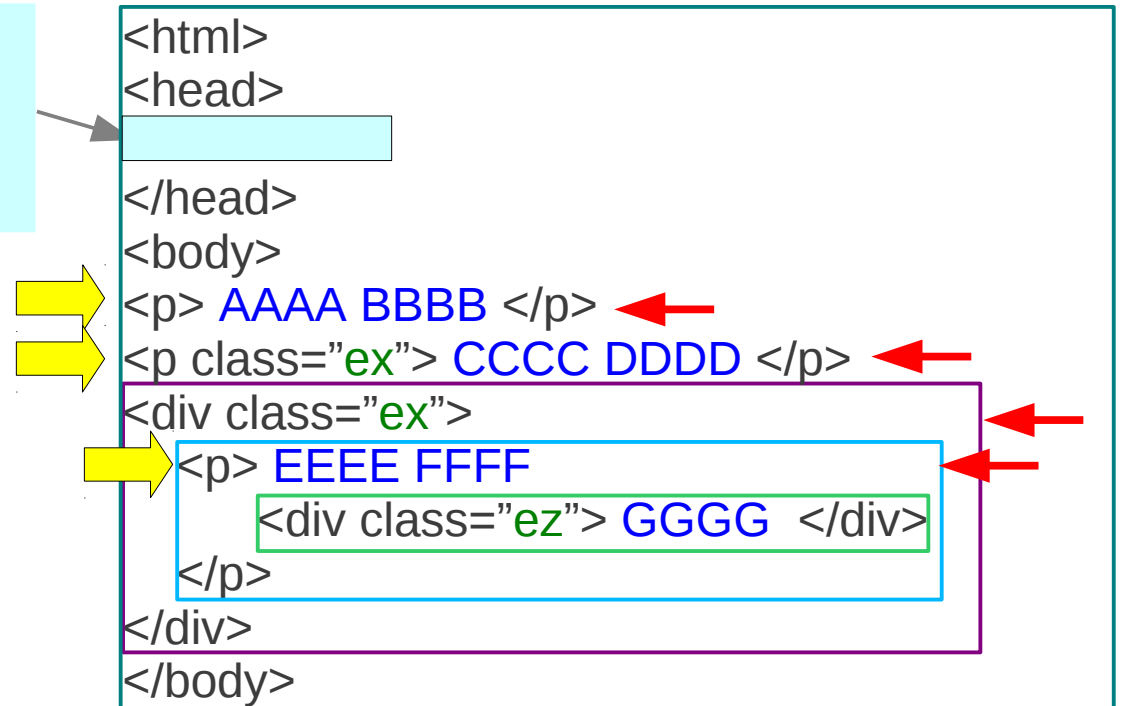 <html>
<head>
</head>
<body>
<p> AAAA BBBB </p>
<p class=”ex”> CCCC DDDD </p>
<div class=”ex”>
<p> EEEE FFFF
<div class=”ez”> GGGG </div>
</p>
</div>
</body>